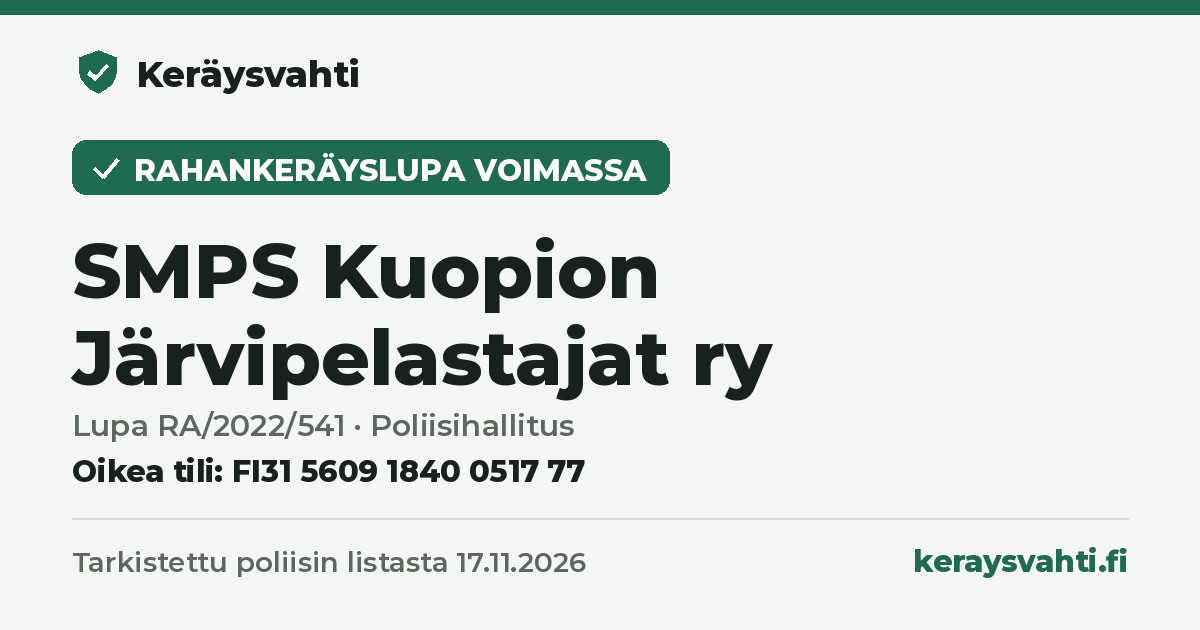 Keräysvahti
RAHANKERÄYSLUPA VOIMASSA
SMPS Kuopion
Järvipelastajat ry
Lupa RA/2022/541 · Poliisihallitus
Oikea tili: FI31 5609 1840 0517 77
Tarkistettu poliisin listasta 17.11.2026
keraysvahti.fi